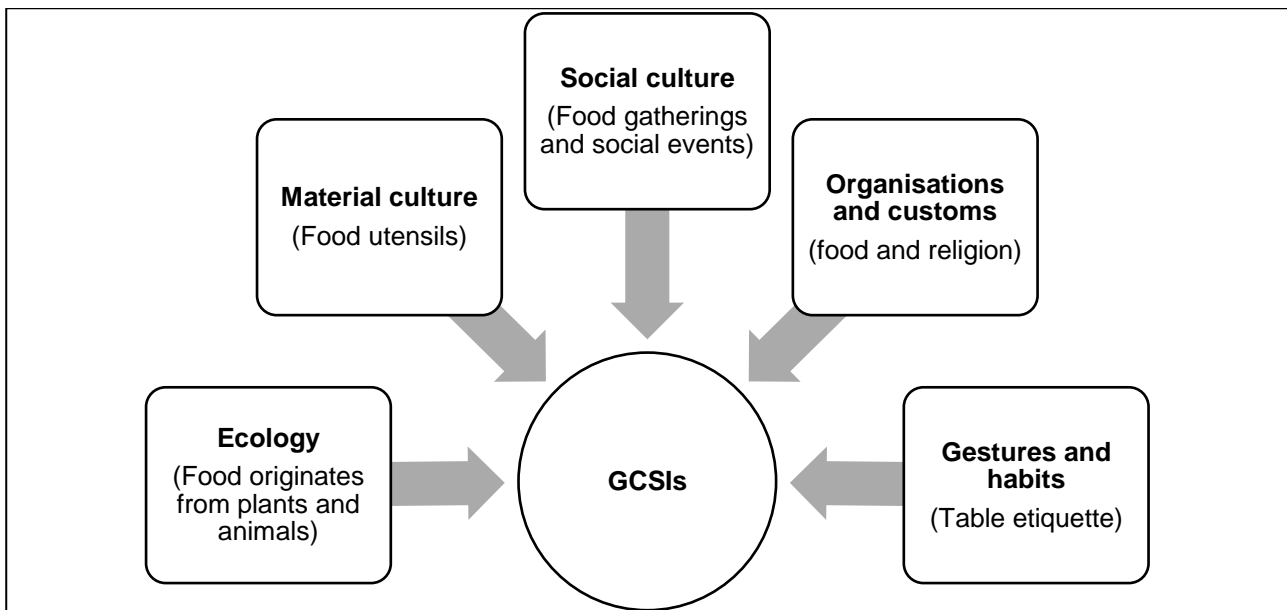 Social culture
(Food gatherings
and social events)
Material culture
(Food utensils)
Organisations
and customs
(food and religion)
Ecology
(Food originates
from plants and
animals)
GCSIs
Gestures and
habits
(Table etiquette)